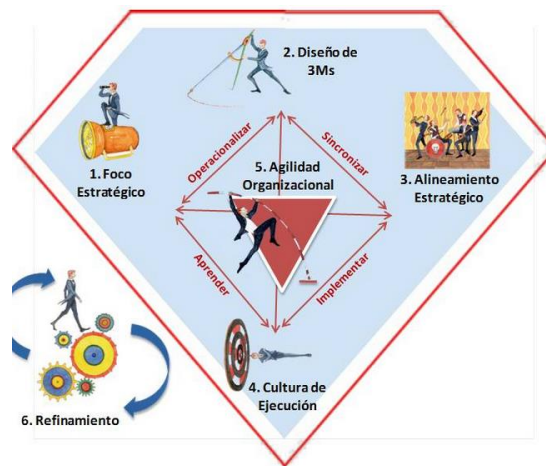 2. Diseño de
3Ms
1. Foco
Estratégico
Operacionalizar
Sincronizar
3. Alineamiento
Estratégico
5. Agilidad
Organizacional
Aprender
Implementar
4. Cultura de
Ejecución
6. Refinamiento